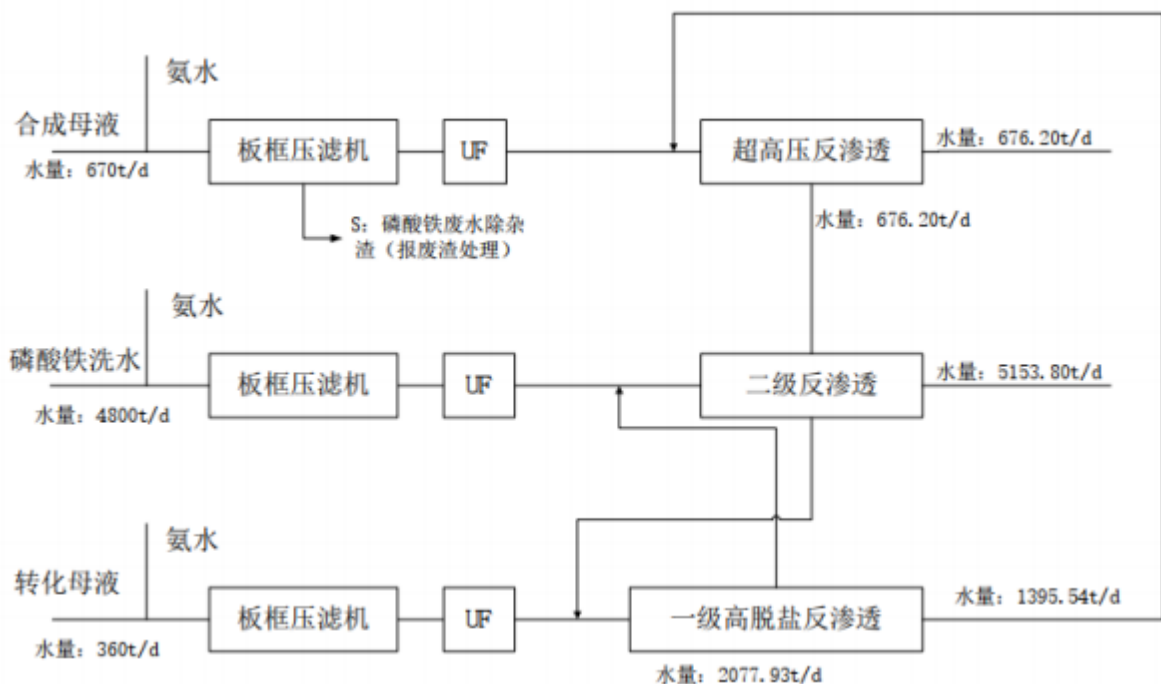 氨水
合成母液
水量：670t/d
板框压滤机
UF
超高压反渗透
水量：676.20t/d
水量：676.20t/d
S：磷酸铁废水除杂
渣（报废渣处理）
氨水
磷酸铁洗水
水量：4800t/d
板框压滤机
UF
二级反渗透
水量：5153.80t/d
氨水
转化母液
水量：360t/d
板框压滤机
UF
一级高脱盐反渗透
水量：1395.54t/d
水量：2077.93t/d